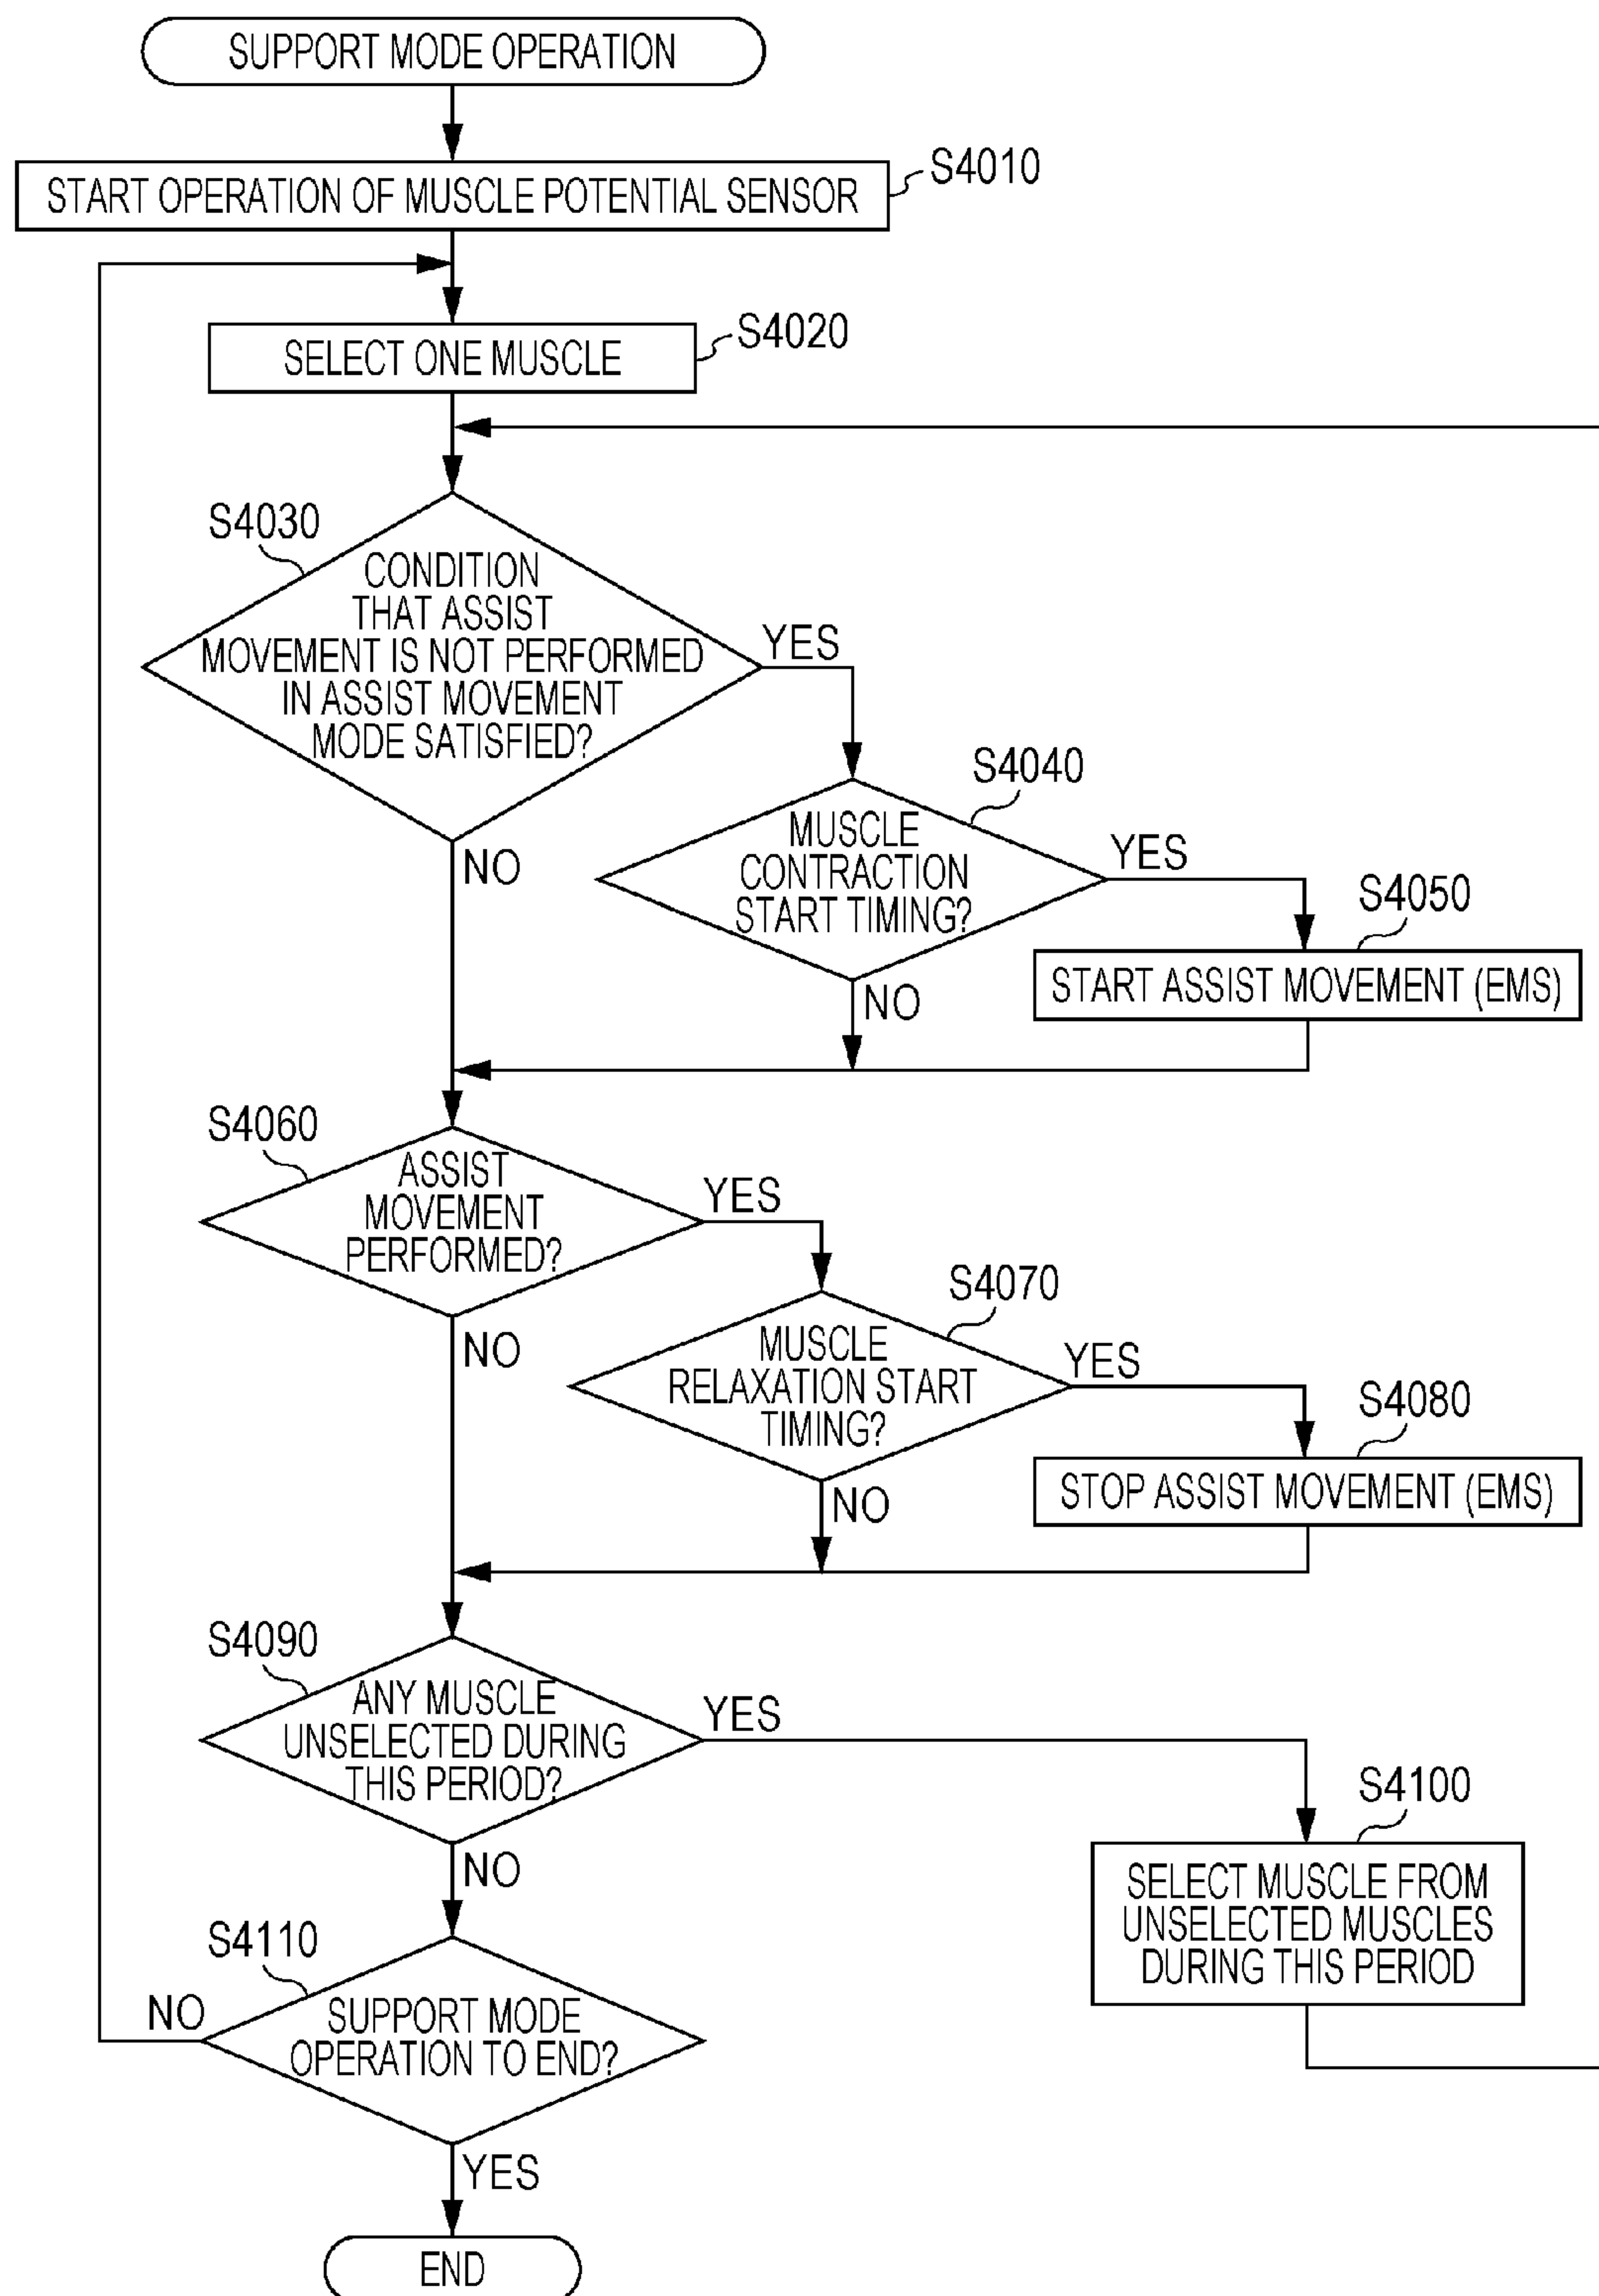 SUPPORT MODE OPERATION
START OPERATION OF MUSCLE POTENTIAL SENSOR
S4010
SELECT ONE MUSCLE
S4020
S4030
CONDITION
THAT ASSIST
MOVEMENT IS NOT PERFORMED
IN ASSIST MOVEMENT
MODE SATISFIED?
YES
NO
S4040
MUSCLE
CONTRACTION
START TIMING?
YES
NO
S4050
START ASSIST MOVEMENT (EMS)
S4060
ASSIST
MOVEMENT
PERFORMED?
YES
NO
S4070
MUSCLE
RELAXATION START
TIMING?
YES
NO
S4080
STOP ASSIST MOVEMENT (EMS)
S4090
ANY MUSCLE
UNSELECTED DURING
THIS PERIOD?
YES
NO
S4100
SELECT MUSCLE FROM
UNSELECTED MUSCLES
DURING THIS PERIOD
S4110
SUPPORT MODE
OPERATION TO END?
NO
YES
END